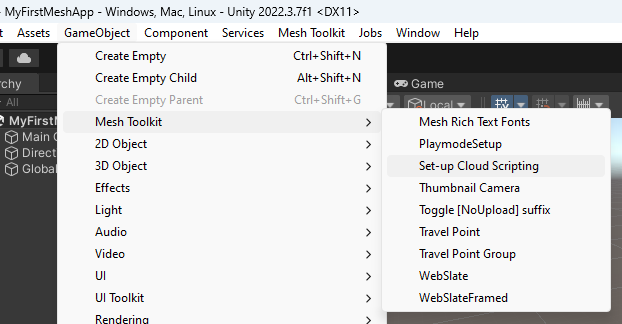 - MyFirstMeshApp - Windows, Mac, Linux - Unity 2022.3.7f1 <DX11>
Assets GameObject Component Services Mesh Toolkit Jobs Window Help
rchy
Game
All
Local
MyFirstM
Main C
Direct
Global
Create Empty Ctrl+Shift+N
Create Empty Child Alt+Shift+N
Create Empty Parent Ctrl+Shift+G
Mesh Toolkit
2D Object
3D Object
Effects
Light
Audio
Video
UI
UI Toolkit
Rendering
Mesh Rich Text Fonts
PlaymodeSetup
Set-up Cloud Scripting
Thumbnail Camera
Toggle [NoUpload] suffix
Travel Point
Travel Point Group
WebSlate
WebSlateFramed